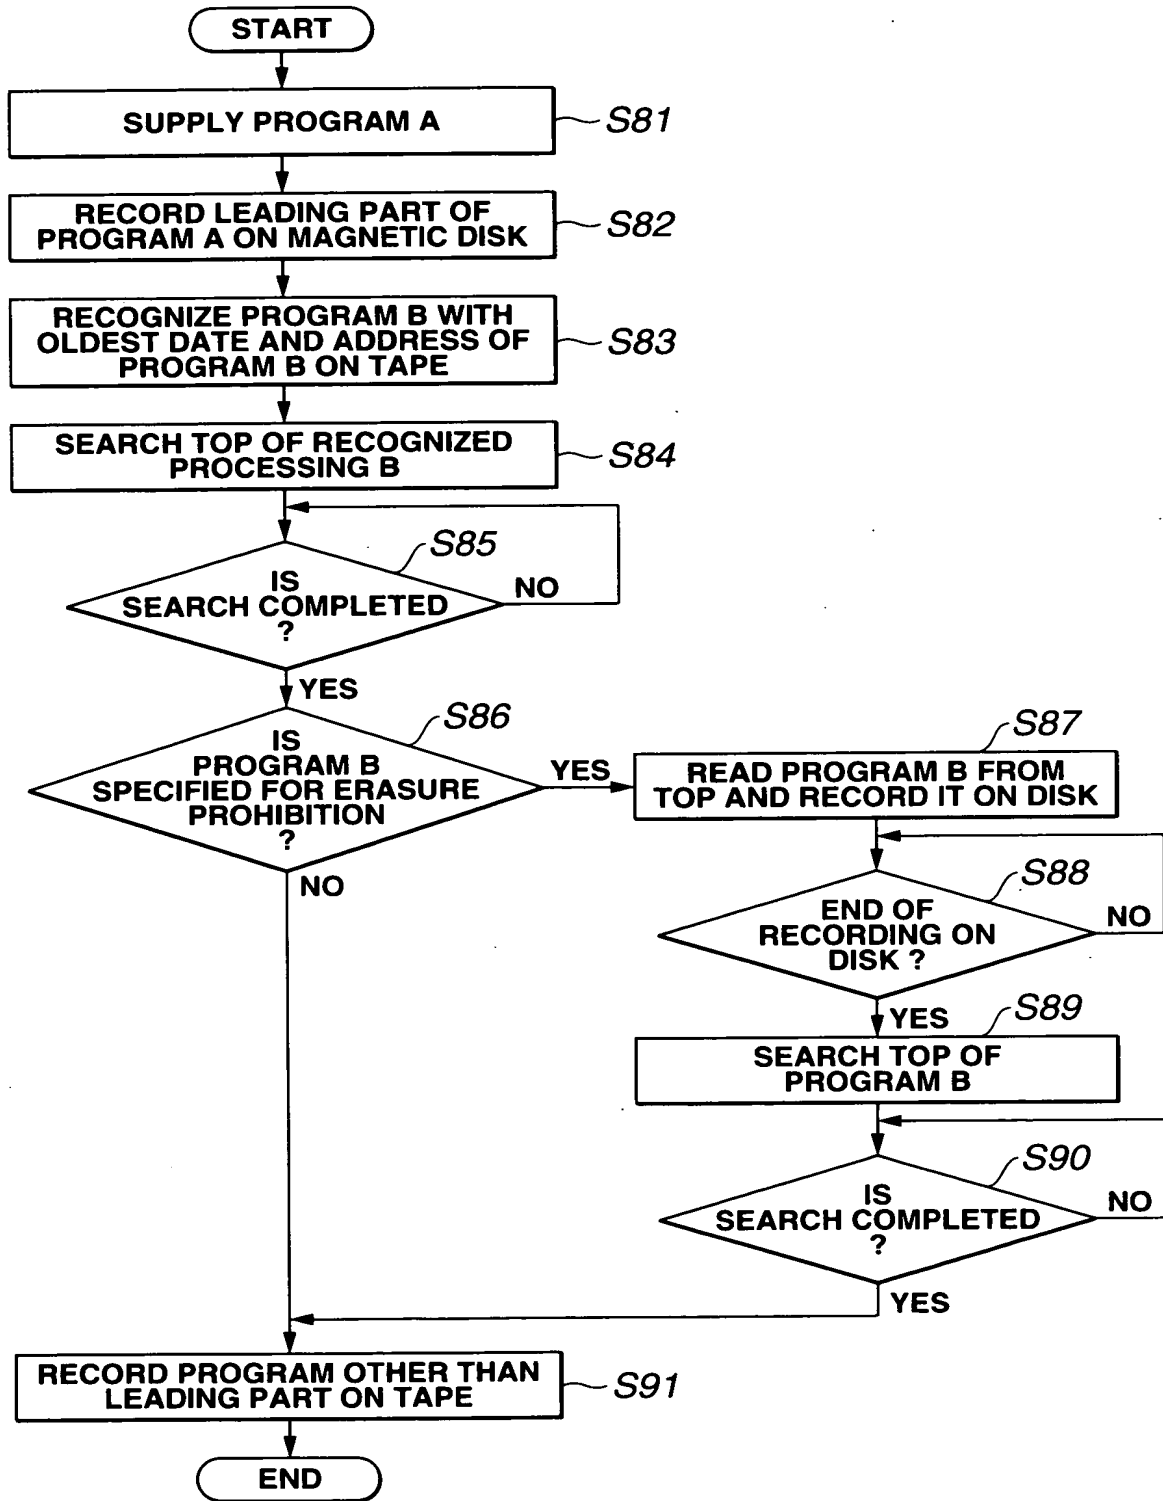 START
SUPPLY PROGRAM A
S81
RECORD LEADING PART OF
PROGRAM A ON MAGNETIC DISK
S82
RECOGNIZE PROGRAM B WITH
OLDEST DATE AND ADDRESS OF
PROGRAM B ON TAPE
S83
SEARCH TOP OF RECOGNIZED
PROCESSING B
S84
S85
IS
SEARCH COMPLETED
?
NO
YES
S86
IS
PROGRAM B
SPECIFIED FOR ERASURE
PROHIBITION
?
YES
NO
S87
READ PROGRAM B FROM
TOP AND RECORD IT ON DISK
S88
END OF
RECORDING ON
DISK ?
NO
YES
S89
SEARCH TOP OF
PROGRAM B
S90
IS
SEARCH COMPLETED
?
NO
YES
RECORD PROGRAM OTHER THAN
LEADING PART ON TAPE
S91
END